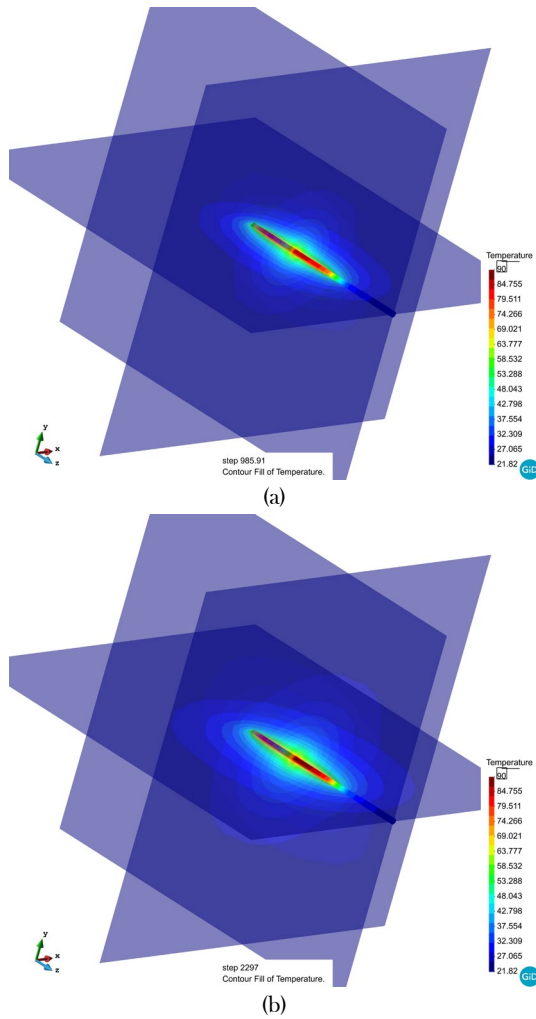 Temperature
90
84.755
79.511
74.266
69.021
63.777
58.532
53.288
48.043
42.798
37.554
32.309
27.065
21.82
GiD
y
x
z
step 985.91
Contour Fill of Temperature.
(a)
Temperature
90
84.755
79.511
74.266
69.021
63.777
58.532
53.288
48.043
42.798
37.554
32.309
27.065
21.82
GiD
y
x
z
step 2297
Contour Fill of Temperature.
(b)